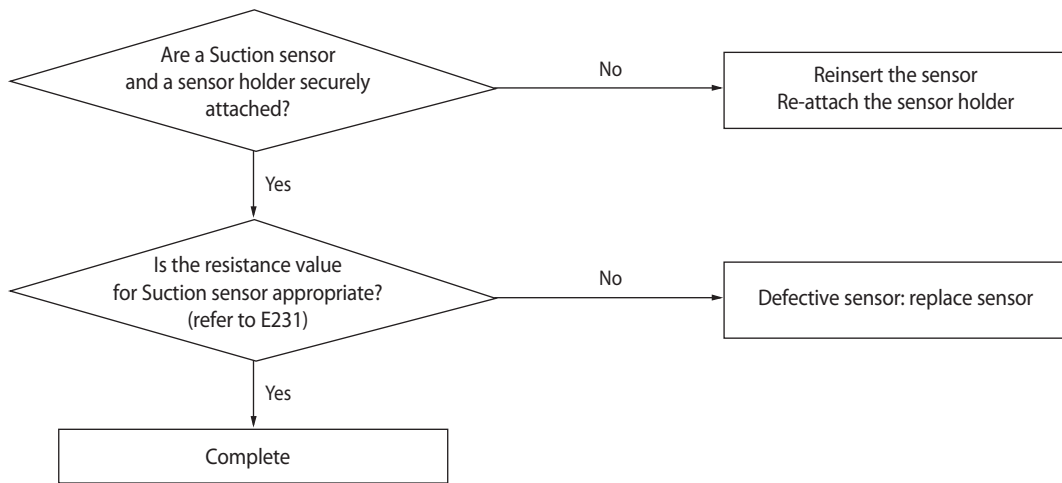 Are a Suction sensor
and a sensor holder securely
attached?
No
Reinsert the sensor
Re-attach the sensor holder
Yes
Is the resistance value
for Suction sensor appropriate?
(refer to E231)
No
Defective sensor: replace sensor
Yes
Complete